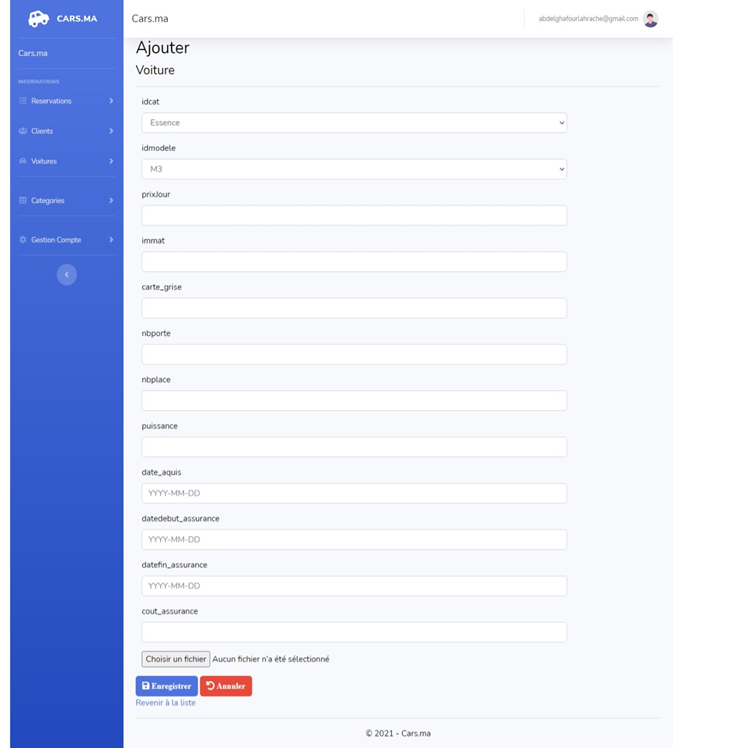 CARS.MA
Cars.ma
abdelghafourlahrache@gmail.com
Cars.ma
INFORMATIONS
Reservations
Clients
Voitures
Categories
Gestion Compte
Ajouter
Voiture
idcat
Essence
idmodele
M3
prixJour
immat
carte_grise
nbporte
nbplace
puissance
date_aquis
YYYY-MM-DD
datedebut_assurance
YYYY-MM-DD
datefin_assurance
YYYY-MM-DD
cout_assurance
Choisir un fichier Aucun fichier n'a été sélectionné
Enregistrer Annuler
Revenir à la liste
© 2021 - Cars.ma